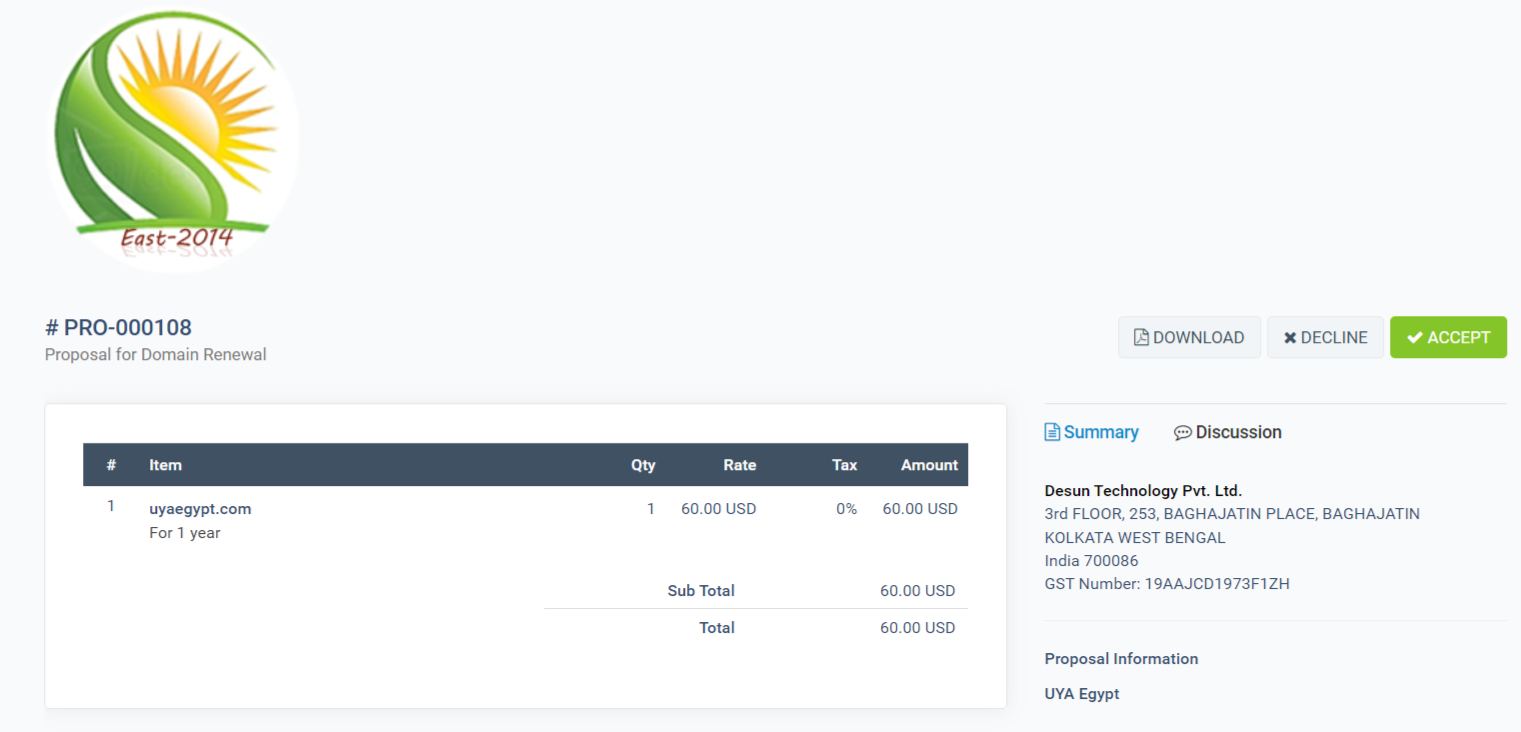 East-2014
# PRO-000108
Proposal for Domain Renewal
DOWNLOAD DECLINE ACCEPT
# Item Qty Rate Tax Amount
1 uyaegypt.com 1 60.00 USD 0% 60.00 USD
For 1 year
Sub Total 60.00 USD
Total 60.00 USD
Summary Discussion
Desun Technology Pvt. Ltd.
3rd FLOOR, 253, BAGHAJATIN PLACE, BAGHAJATIN
KOLKATA WEST BENGAL
India 700086
GST Number: 19AAJCD1973F1ZH
Proposal Information
UYA Egypt